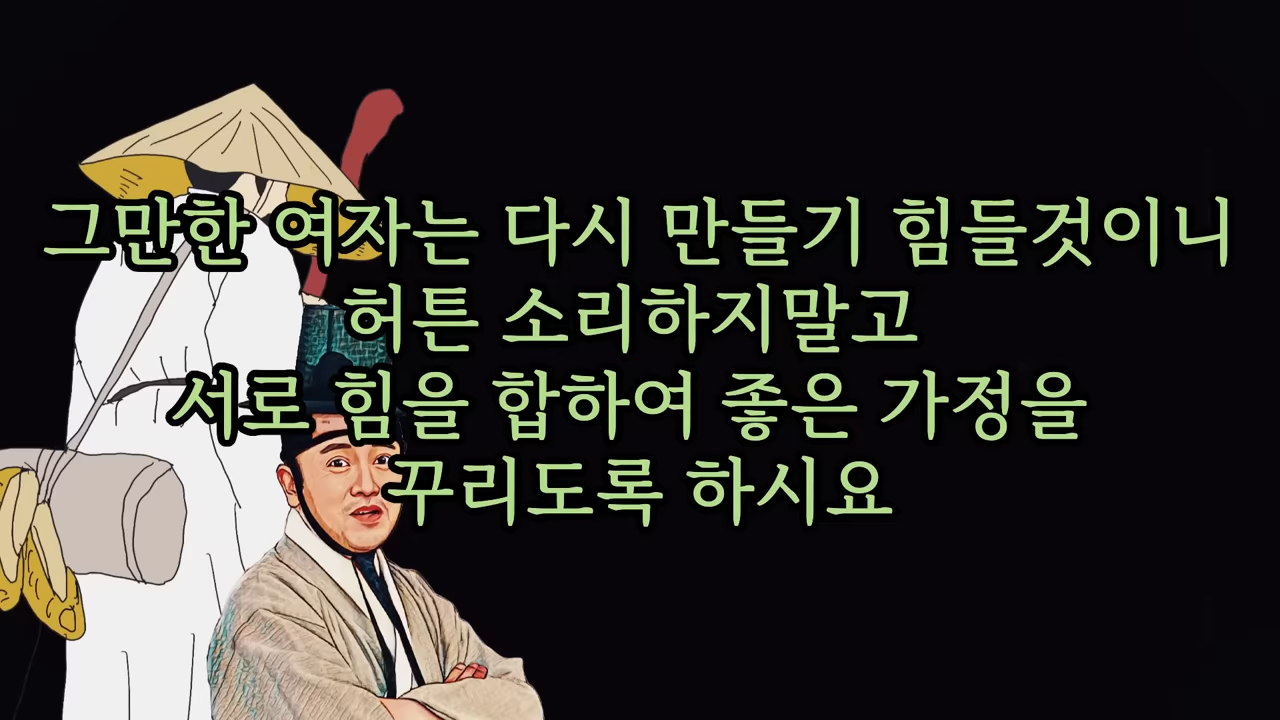 그만한 여자는 다시 만들기 힘들것이니
허튼 소리하지말고
서로 힘을 합하여 좋은 가정을
꾸리도록 하시요